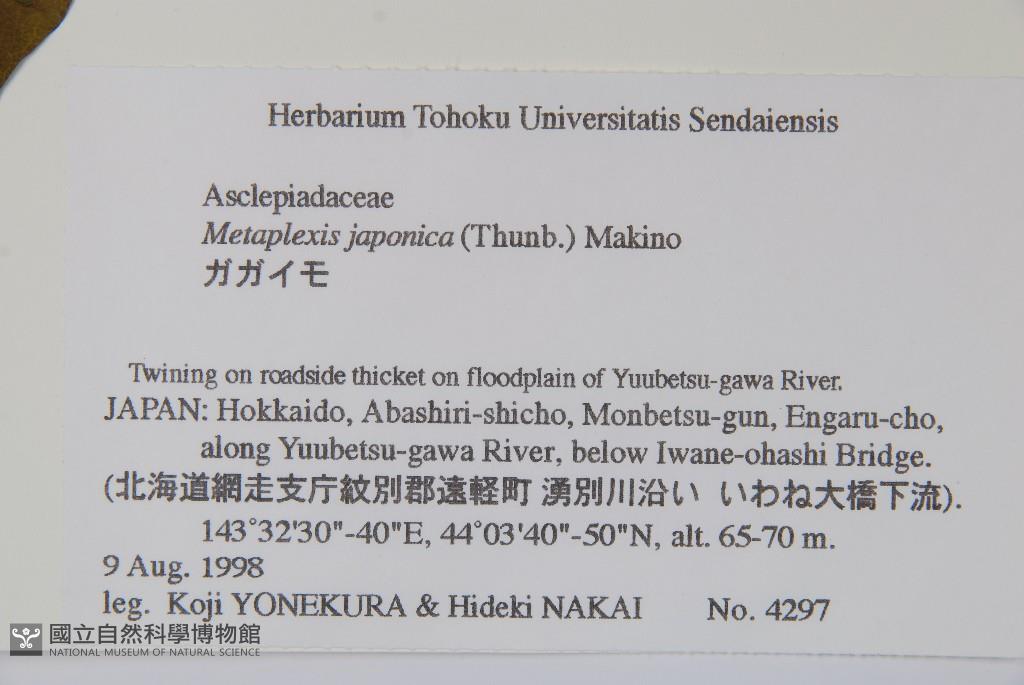 Herbarium Tohoku Universitatis Sendaiensis
Asclepiadaceae
Metaplexis japonica (Thunb.) Makino
ガガイモ
Twining on roadside thicket on floodplain of Yuubetsu-gawa River.
JAPAN: Hokkaido, Abashiri-shicho, Monbetsu-gun, Engaru-cho,
along Yuubetsu-gawa River, below Iwane-ohashi Bridge.
(北海道網走支庁紋別郡遠軽町 湧別川沿い いわね大橋下流).
143°32'30"-40"E, 44°03'40"-50"N, alt. 65-70 m.
9 Aug. 1998
leg. Koji YONEKURA & Hideki NAKAI No. 4297
國立自然科學博物館
NATIONAL MUSEUM OF NATURAL SCIENCE